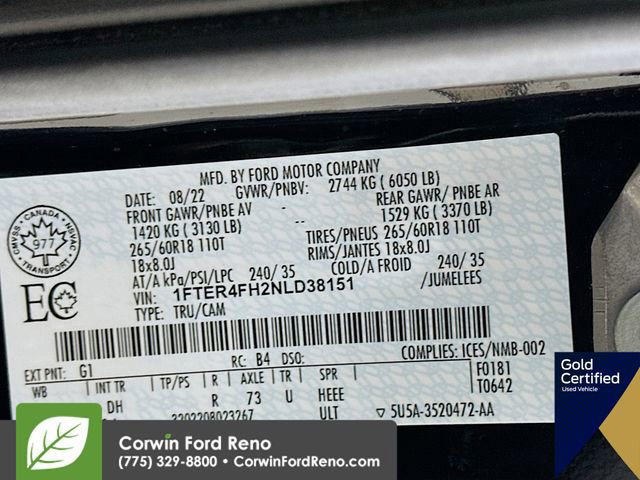 MFD. BY FORD MOTOR COMPANY
DATE: 08/22 GVWR/PNBV: 2744 KG ( 6050 LB)
FRONT GAWR/PNBE AV - REAR GAWR/ PNBE AR
1420 KG ( 3130 LB) - 1529 KG ( 3370 LB)
265/60R18 110T TIRES/PNEUS 265/60R18 110T
18x8.0J RIMS/JANTES 18x8.0J
AT/A kPa/PSI/LPC 240/ 35 COLD/A FROID 240/ 35
VIN: 1FTER4FH2NLD38151 /JUMELEES
TYPE: TRU/CAM
CANADA
CMVSS 977 NSVAC
TRANSPORT
EC
EXT PNT: G1 RC: B4 DSO: COMPLIES: ICES/NMB-002
WB INT TR TP/PS R AXLE TR SPR F0181
DH R 73 U HEEE T0642
2202208023267 ULT ▽ 5U5A-3520472-AA
Gold
Certified
Used Vehicle
Corwin Ford Reno
(775) 329-8800 • CorwinFordReno.com